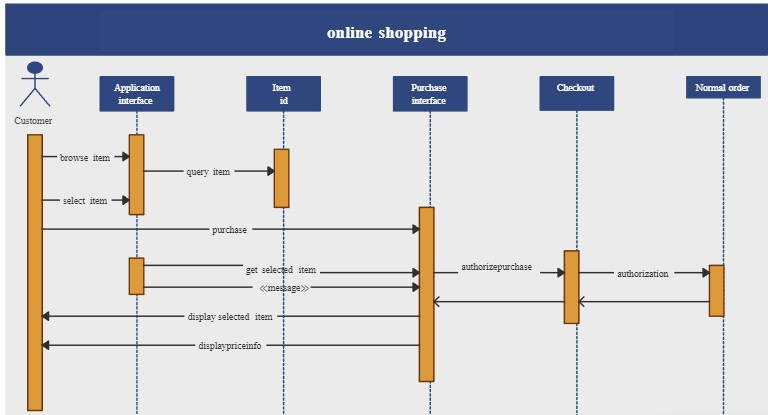 online shopping
Application
interface
Item
id
Purchase
interface
Checkout
Normal order
Customer
browse item
query item
select item
purchase
get selected item
authorizepurchase
authorization
<<message>>
display selected item
displaypriceinfo